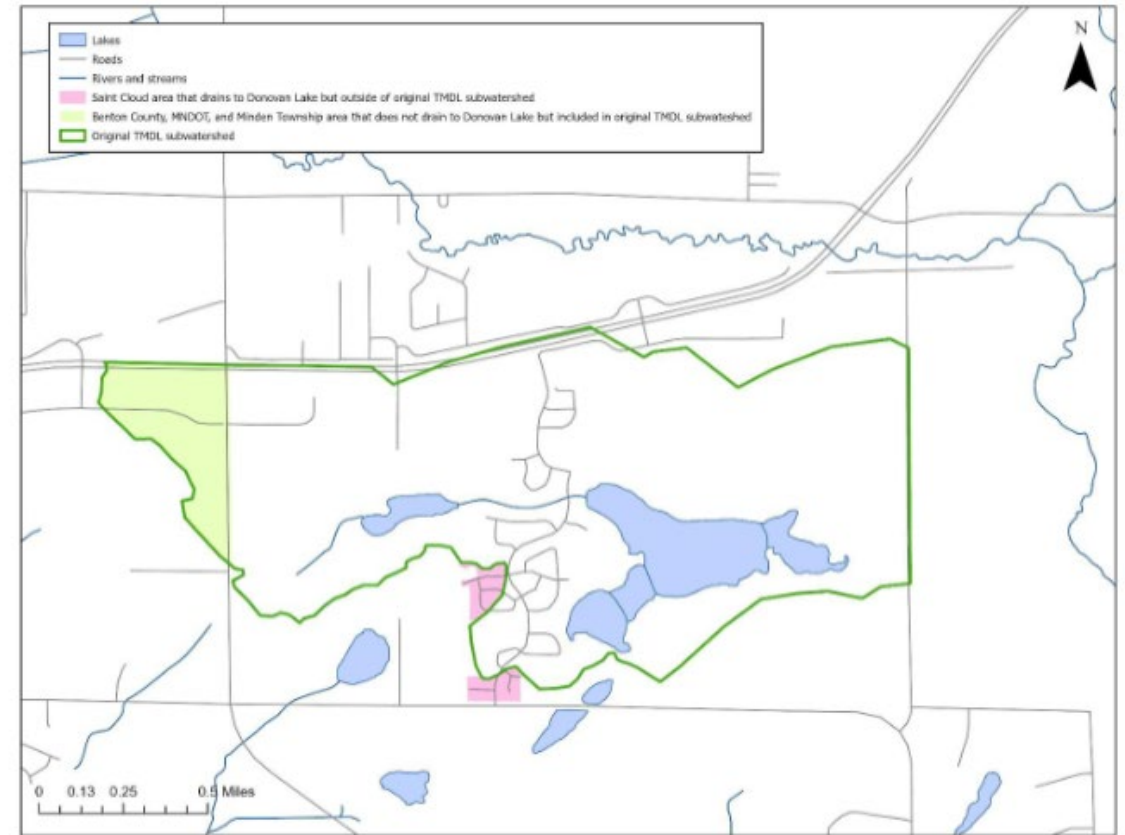 N
Lakes
Roads
Rivers and streams
Saint Cloud area that drains to Donovan Lake but outside of original TMDL subwatershed
Benton County, MNDOT, and Minden Township area that does not drain to Donovan Lake but included in original TMDL subwateshed
Original TMDL subwatershed
0 0.13 0.25 0.5 Miles